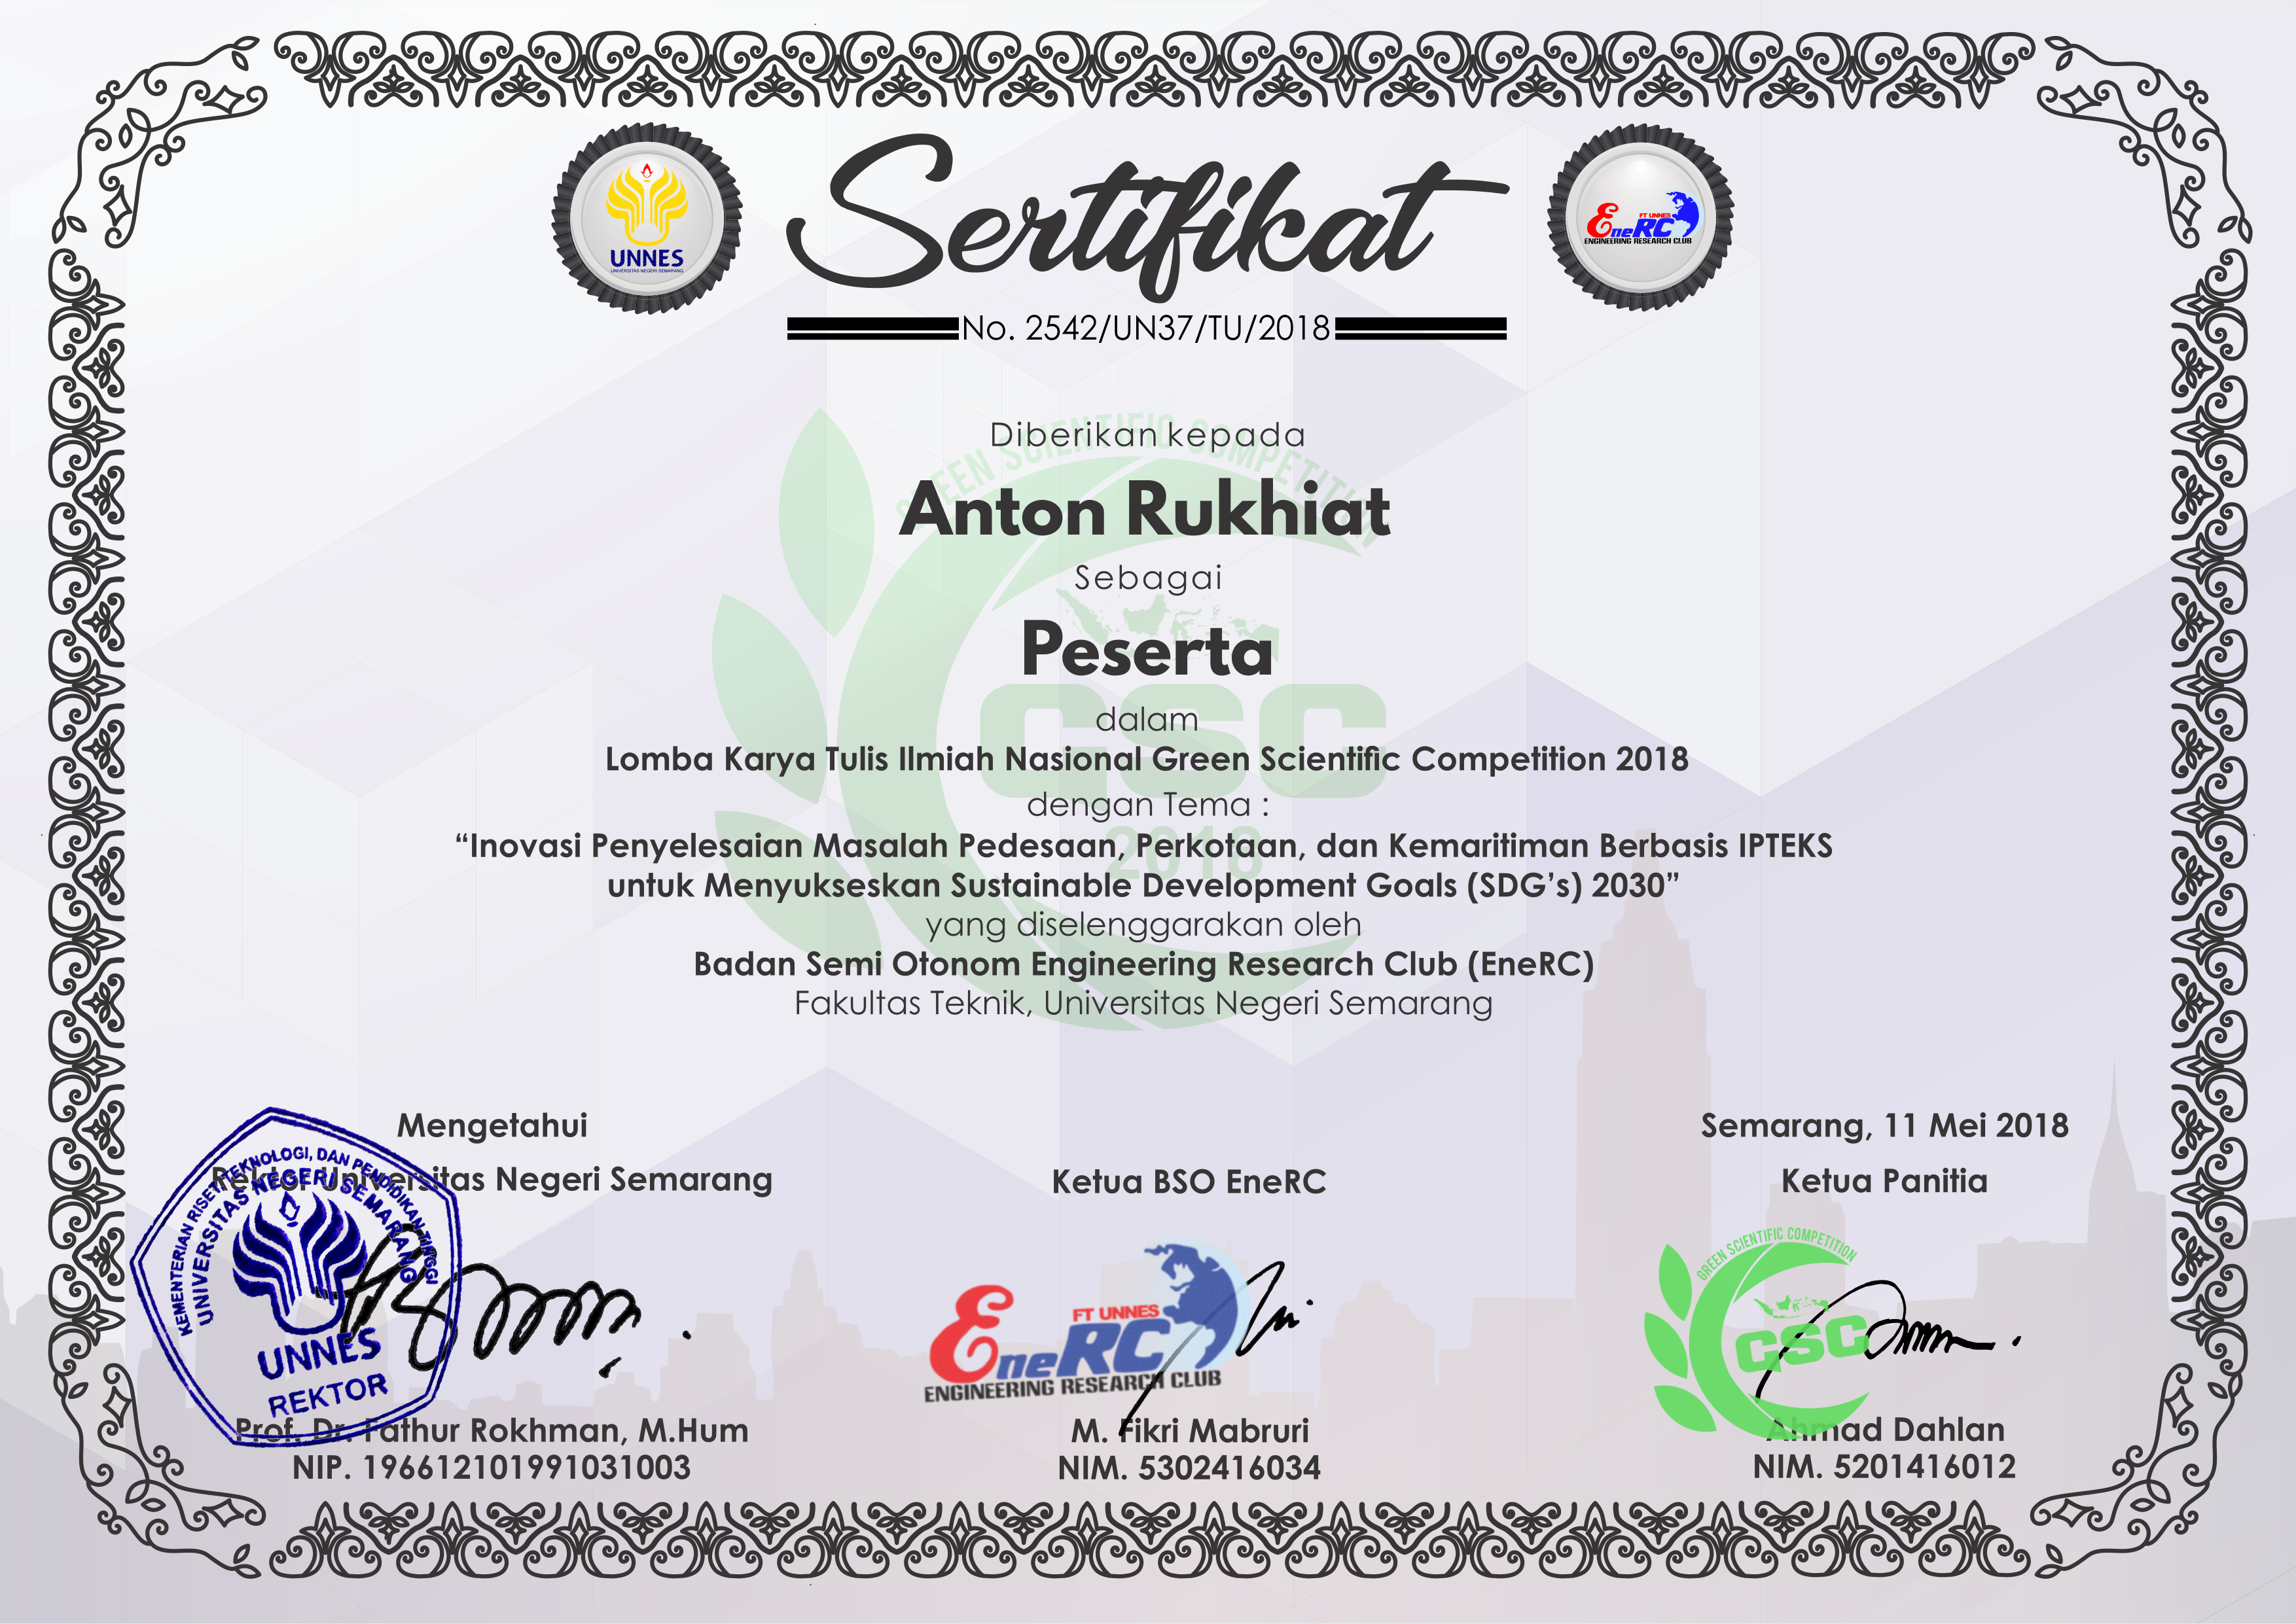 Sertifikat
UNNES
UNIVERSITAS NEGERI SEMARANG
FT UNNES
EneRC
ENGINEERING RESEARCH CLUB
No. 2542/UN37/TU/2018
Diberikan kepada
GREEN SCIENTIFIC COMPETITION
Anton Rukhiat
Sebagai
Peserta
GSC
dalam
Lomba Karya Tulis Ilmiah Nasional Green Scientific Competition 2018
dengan Tema :
2018
“Inovasi Penyelesaian Masalah Pedesaan, Perkotaan, dan Kemaritiman Berbasis IPTEKS
untuk Menyukseskan Sustainable Development Goals (SDG’s) 2030”
yang diselenggarakan oleh
Badan Semi Otonom Engineering Research Club (EneRC)
Fakultas Teknik, Universitas Negeri Semarang
Mengetahui
Rektor Universitas Negeri Semarang
KEMENTERIAN RISET, TEKNOLOGI, DAN PENDIDIKAN TINGGI
UNIVERSITAS NEGERI SEMARANG
UNNES
REKTOR
Prof. Dr. Fathur Rokhman, M.Hum
NIP. 196612101991031003
Ketua BSO EneRC
FT UNNES
EneRC
ENGINEERING RESEARCH CLUB
M. Fikri Mabruri
NIM. 5302416034
Semarang, 11 Mei 2018
Ketua Panitia
GREEN SCIENTIFIC COMPETITION
GSC
Ahmad Dahlan
NIM. 5201416012